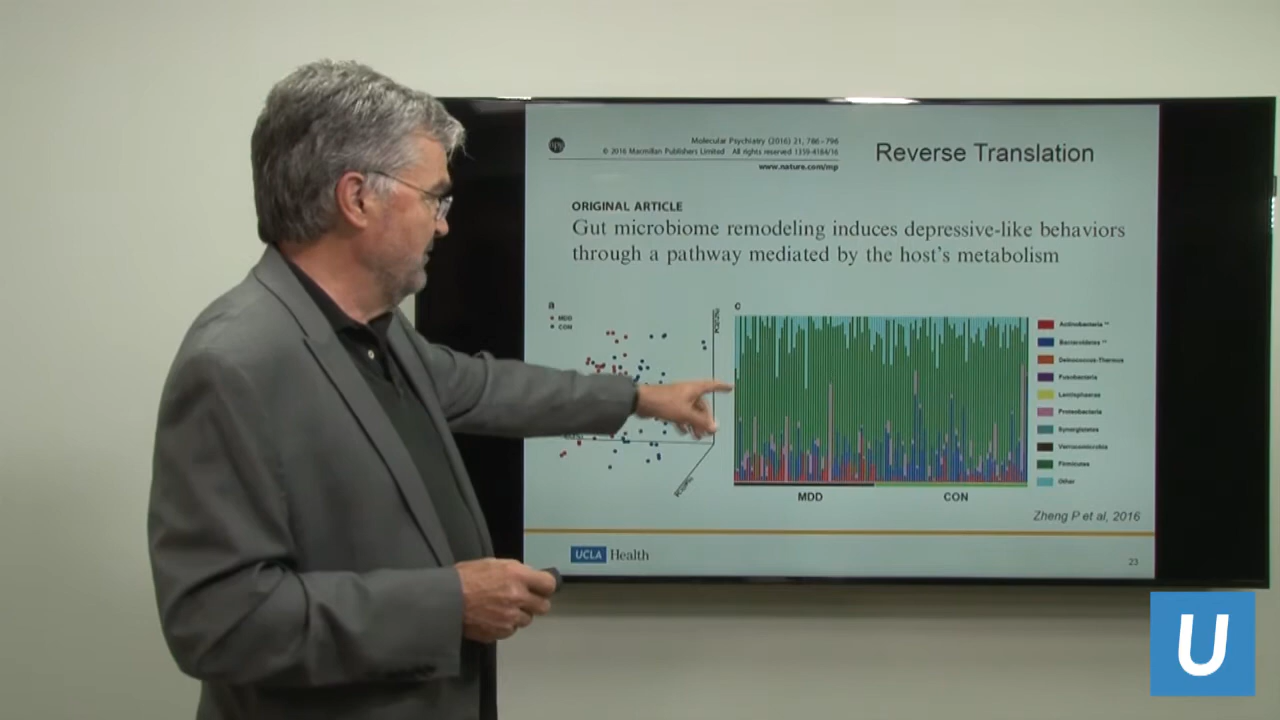 Molecular Psychiatry (2016) 21, 786–796
© 2016 Macmillan Publishers Limited All rights reserved 1359-4184/16
www.nature.com/mp
Reverse Translation
ORIGINAL ARTICLE
Gut microbiome remodeling induces depressive-like behaviors
through a pathway mediated by the host's metabolism
a
MDD
CON
c
Actinobacteria **
Bacteroidetes **
Deinococcus-Thermus
Fusobacteria
Lentisphaerae
Proteobacteria
Synergistetes
Verrucomicrobia
Firmicutes
Other
MDD
CON
Zheng P et al, 2016
UCLA Health
23
U